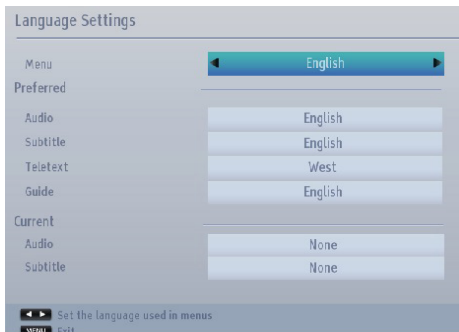 Language Settings
Menu English
Preferred
Audio English
Subtitle English
Teletext West
Guide English
Current
Audio None
Subtitle None
Set the language used in menus
MENU Exit